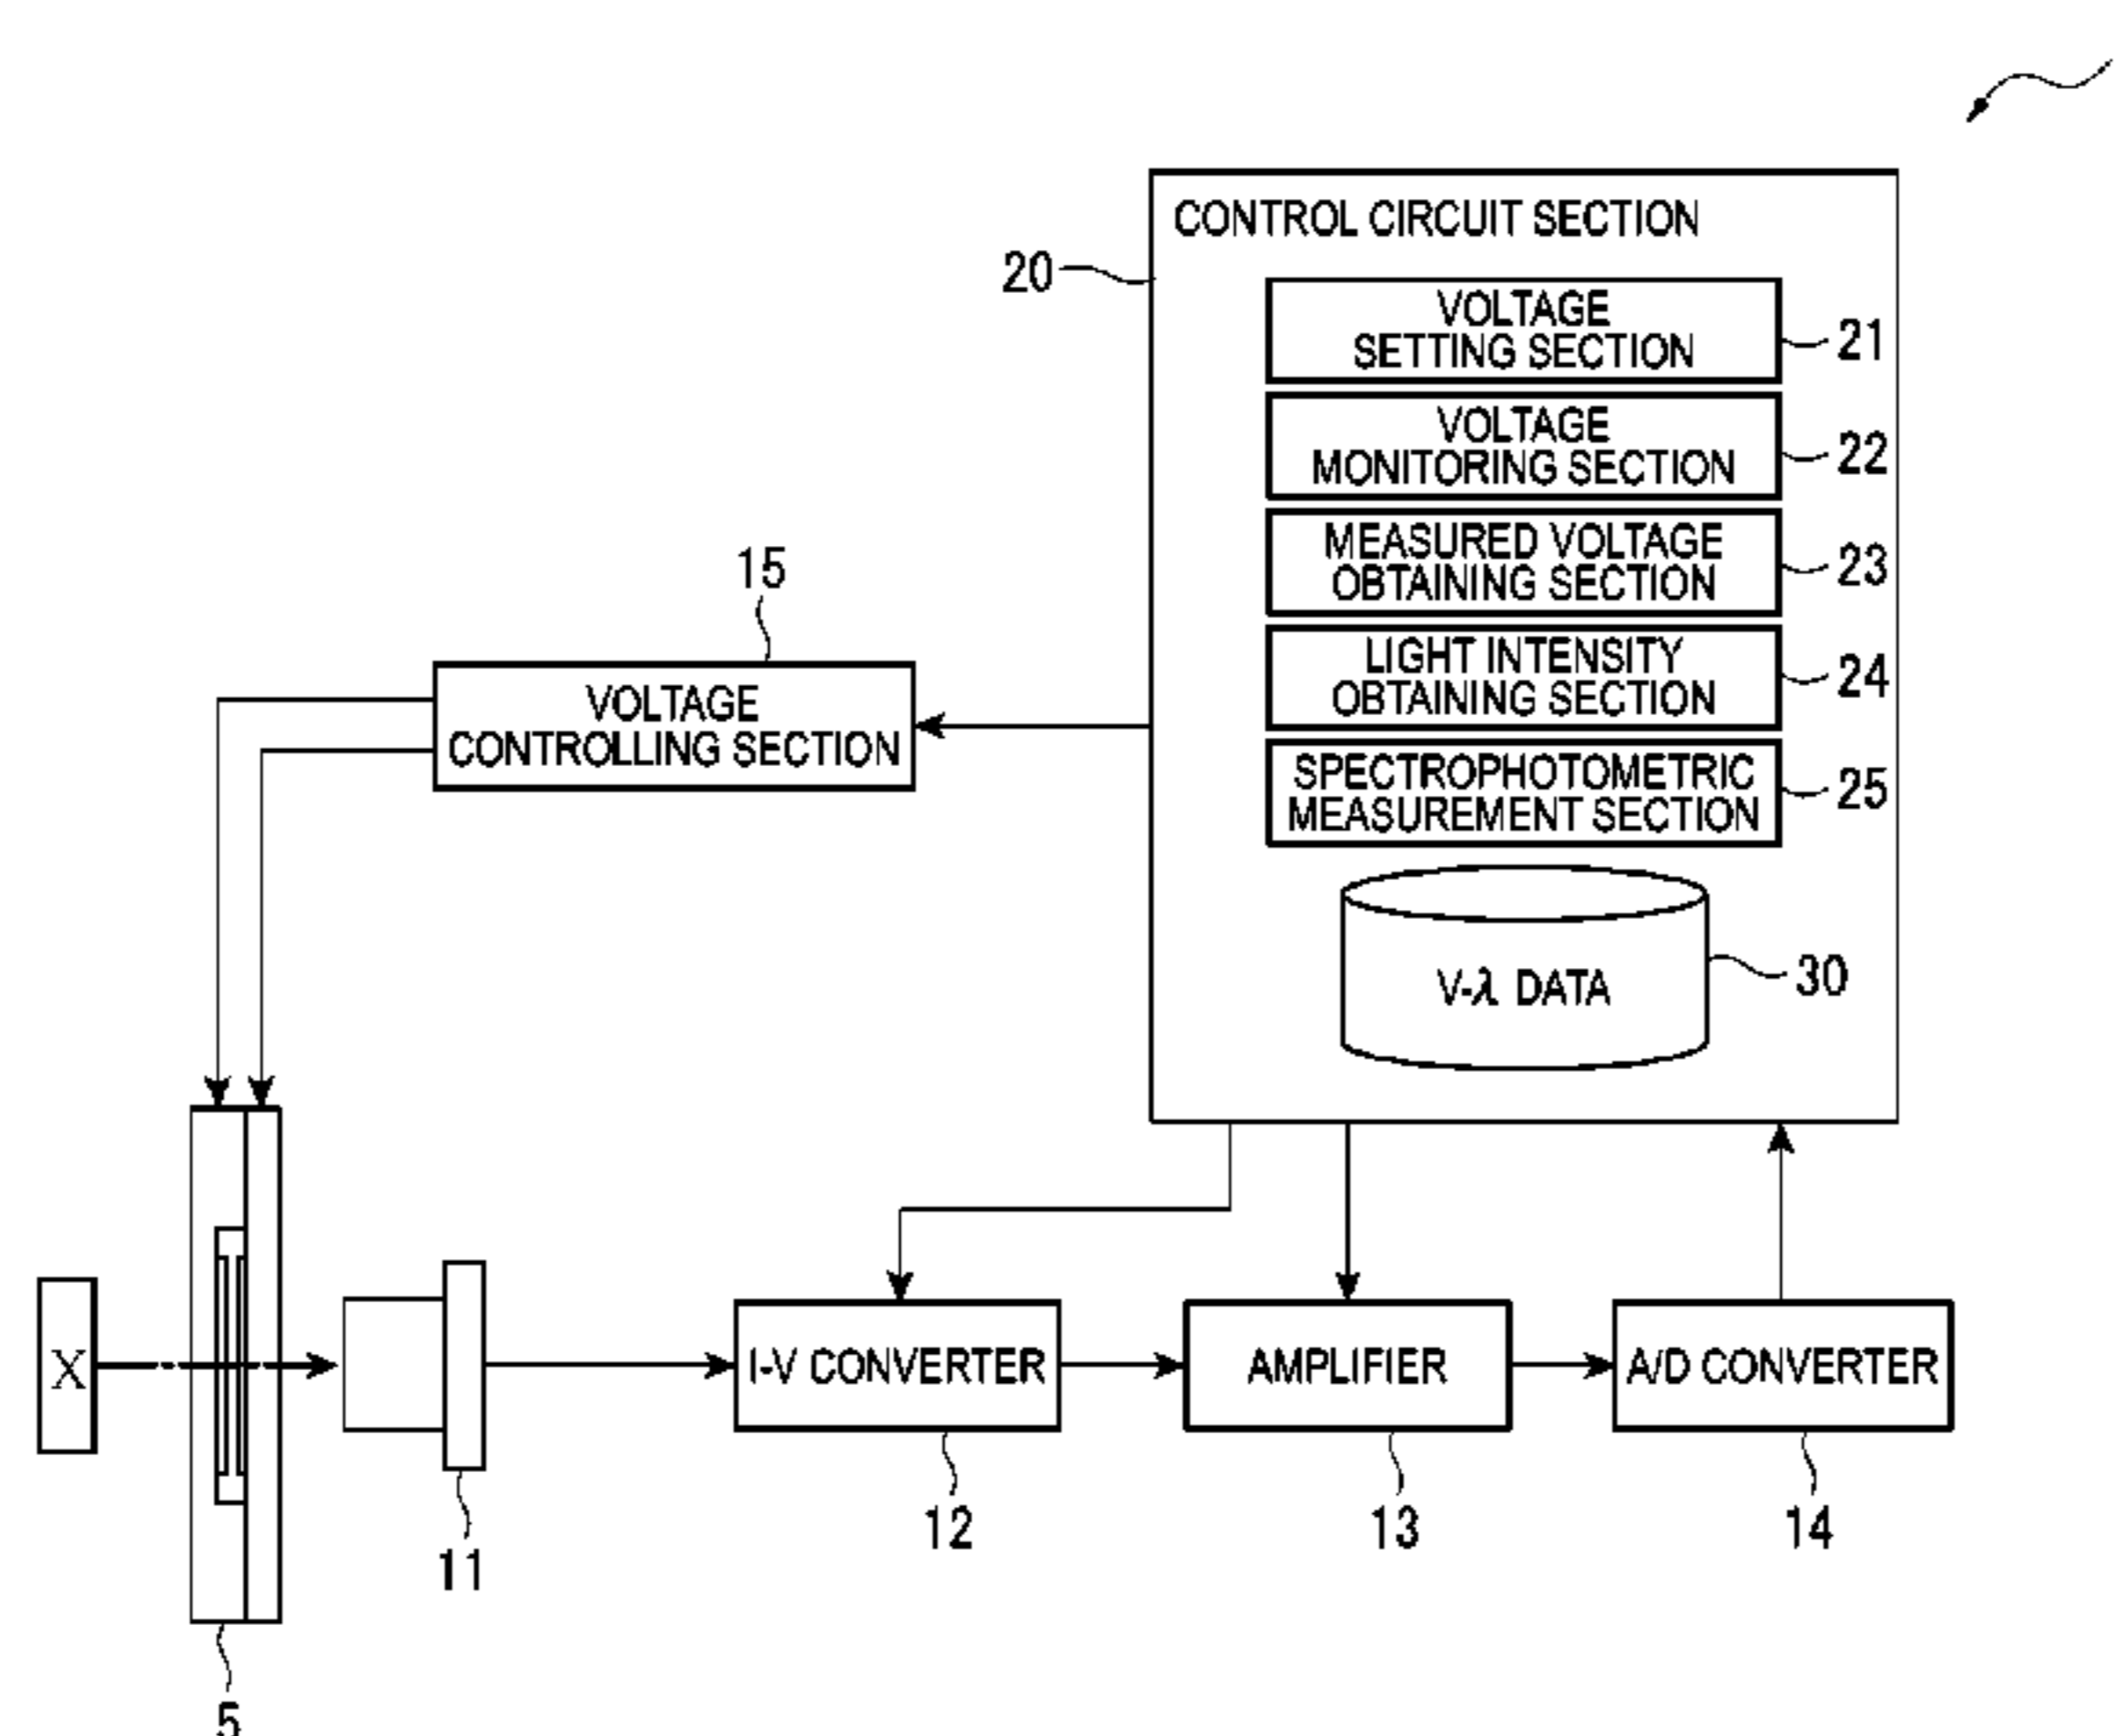 CONTROL CIRCUIT SECTION
20
VOLTAGE
SETTING SECTION
21
VOLTAGE
MONITORING SECTION
22
MEASURED VOLTAGE
OBTAINING SECTION
23
LIGHT INTENSITY
OBTAINING SECTION
24
SPECTROPHOTOMETRIC
MEASUREMENT SECTION
25
V-λ DATA
30
15
VOLTAGE
CONTROLLING SECTION
X
I-V CONVERTER
AMPLIFIER
A/D CONVERTER
11
12
13
14
5